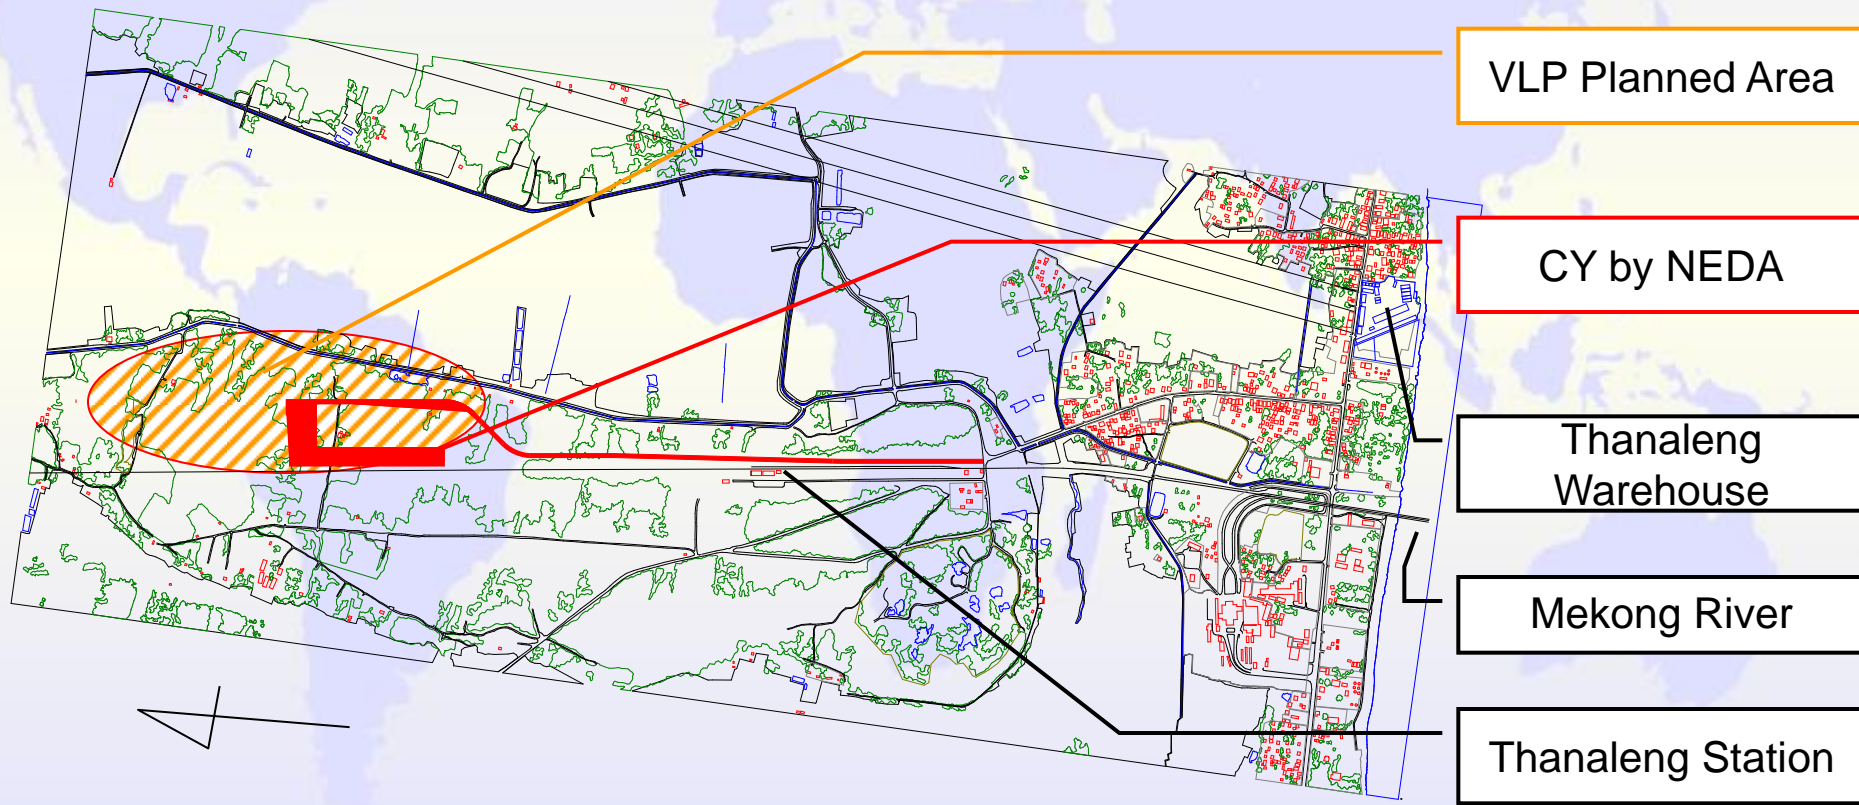 VLP Planned Area
CY by NEDA
Thanaleng
Warehouse
Mekong River
Thanaleng Station